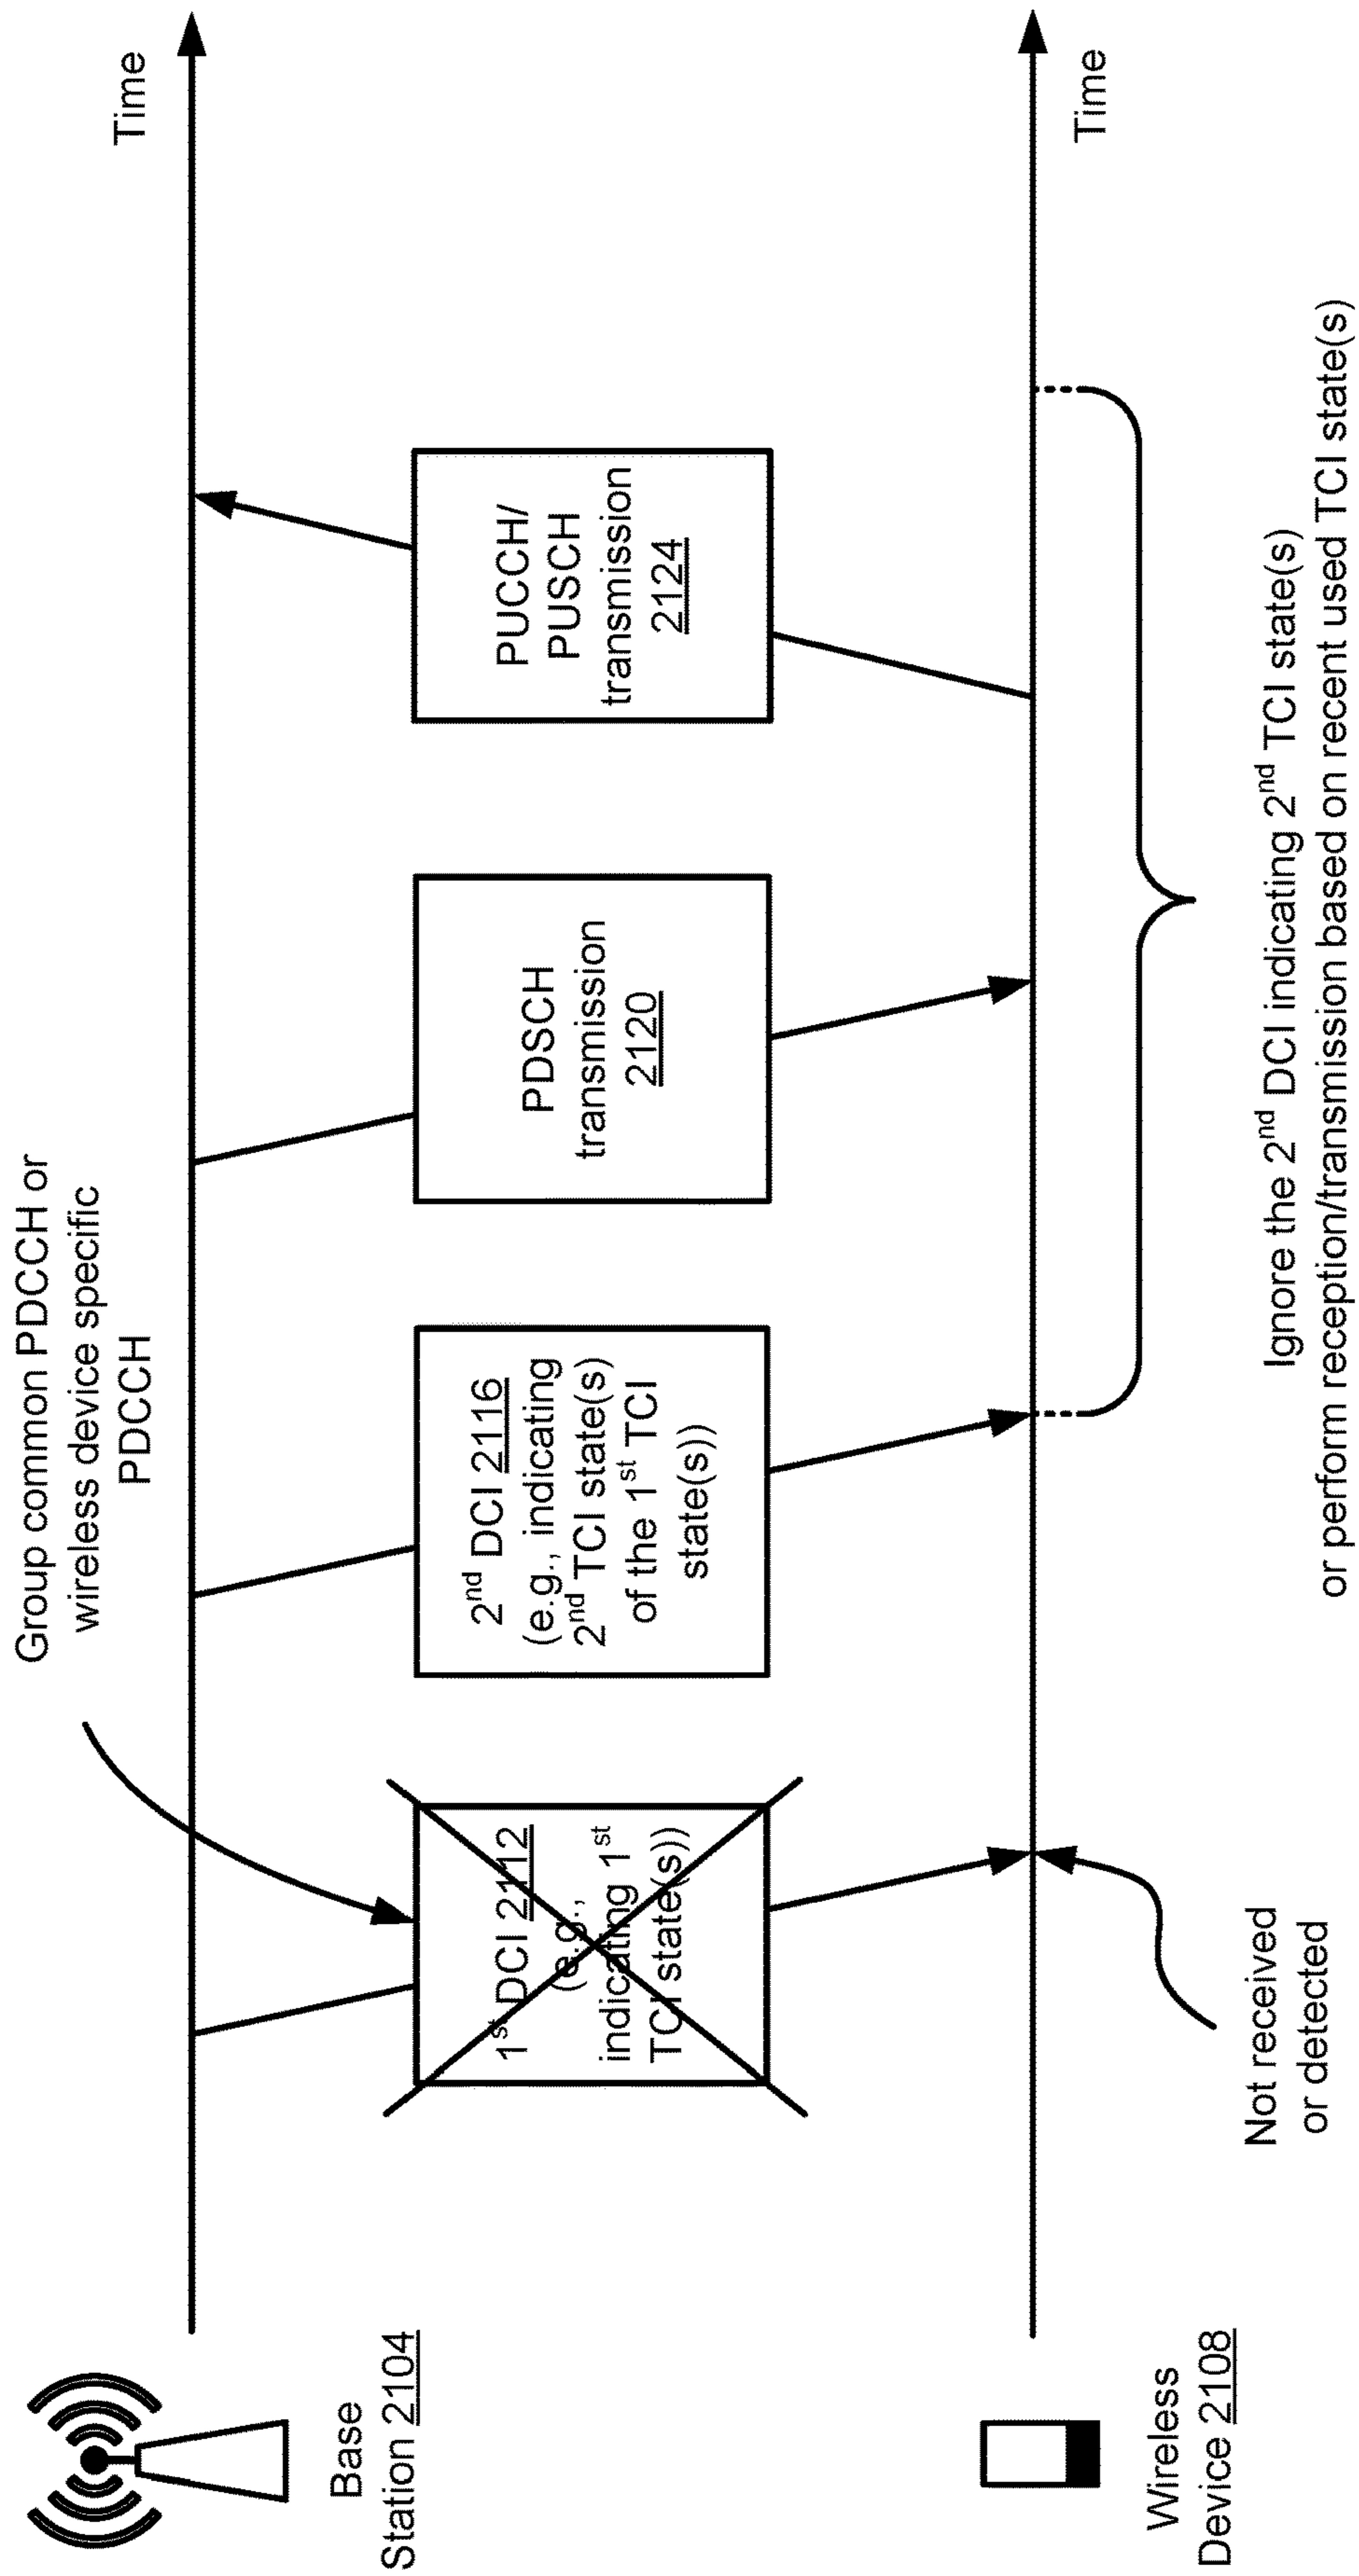 Group common PDCCH or
wireless device specific
PDCCH
Time
Base
Station 2104
1st DCI 2112
(e.g.,
indicating 1st
TCI state(s))
2nd DCI 2116
(e.g., indicating
2nd TCI state(s)
of the 1st TCI
state(s))
PDSCH
transmission
2120
PUCCH/
PUSCH
transmission
2124
Wireless
Device 2108
Time
Not received
or detected
Ignore the 2nd DCI indicating 2nd TCI state(s)
or perform reception/transmission based on recent used TCI state(s)